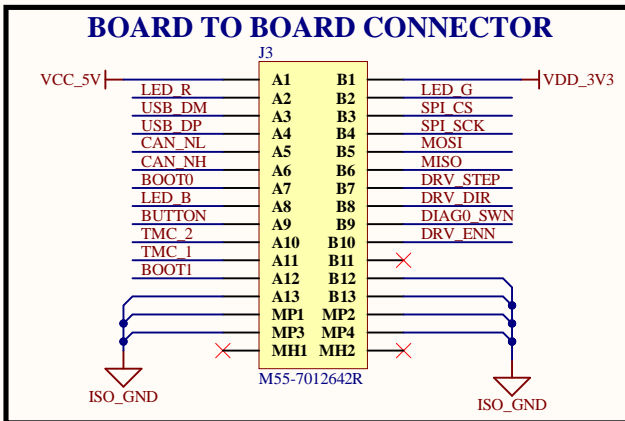 BOARD TO BOARD CONNECTOR
J3
VCC_5V A1 B1 VDD_3V3
LED_R A2 B2 LED_G
USB_DM A3 B3 SPI_CS
USB_DP A4 B4 SPI_SCK
CAN_NL A5 B5 MOSI
CAN_NH A6 B6 MISO
BOOT0 A7 B7 DRV_STEP
LED_B A8 B8 DRV_DIR
BUTTON A9 B9 DIAG0_SWN
TMC_2 A10 B10 DRV_ENN
TMC_1 A11 B11
BOOT1 A12 B12
A13 B13
MP1 MP2
MP3 MP4
MH1 MH2
M55-7012642R
ISO_GND ISO_GND